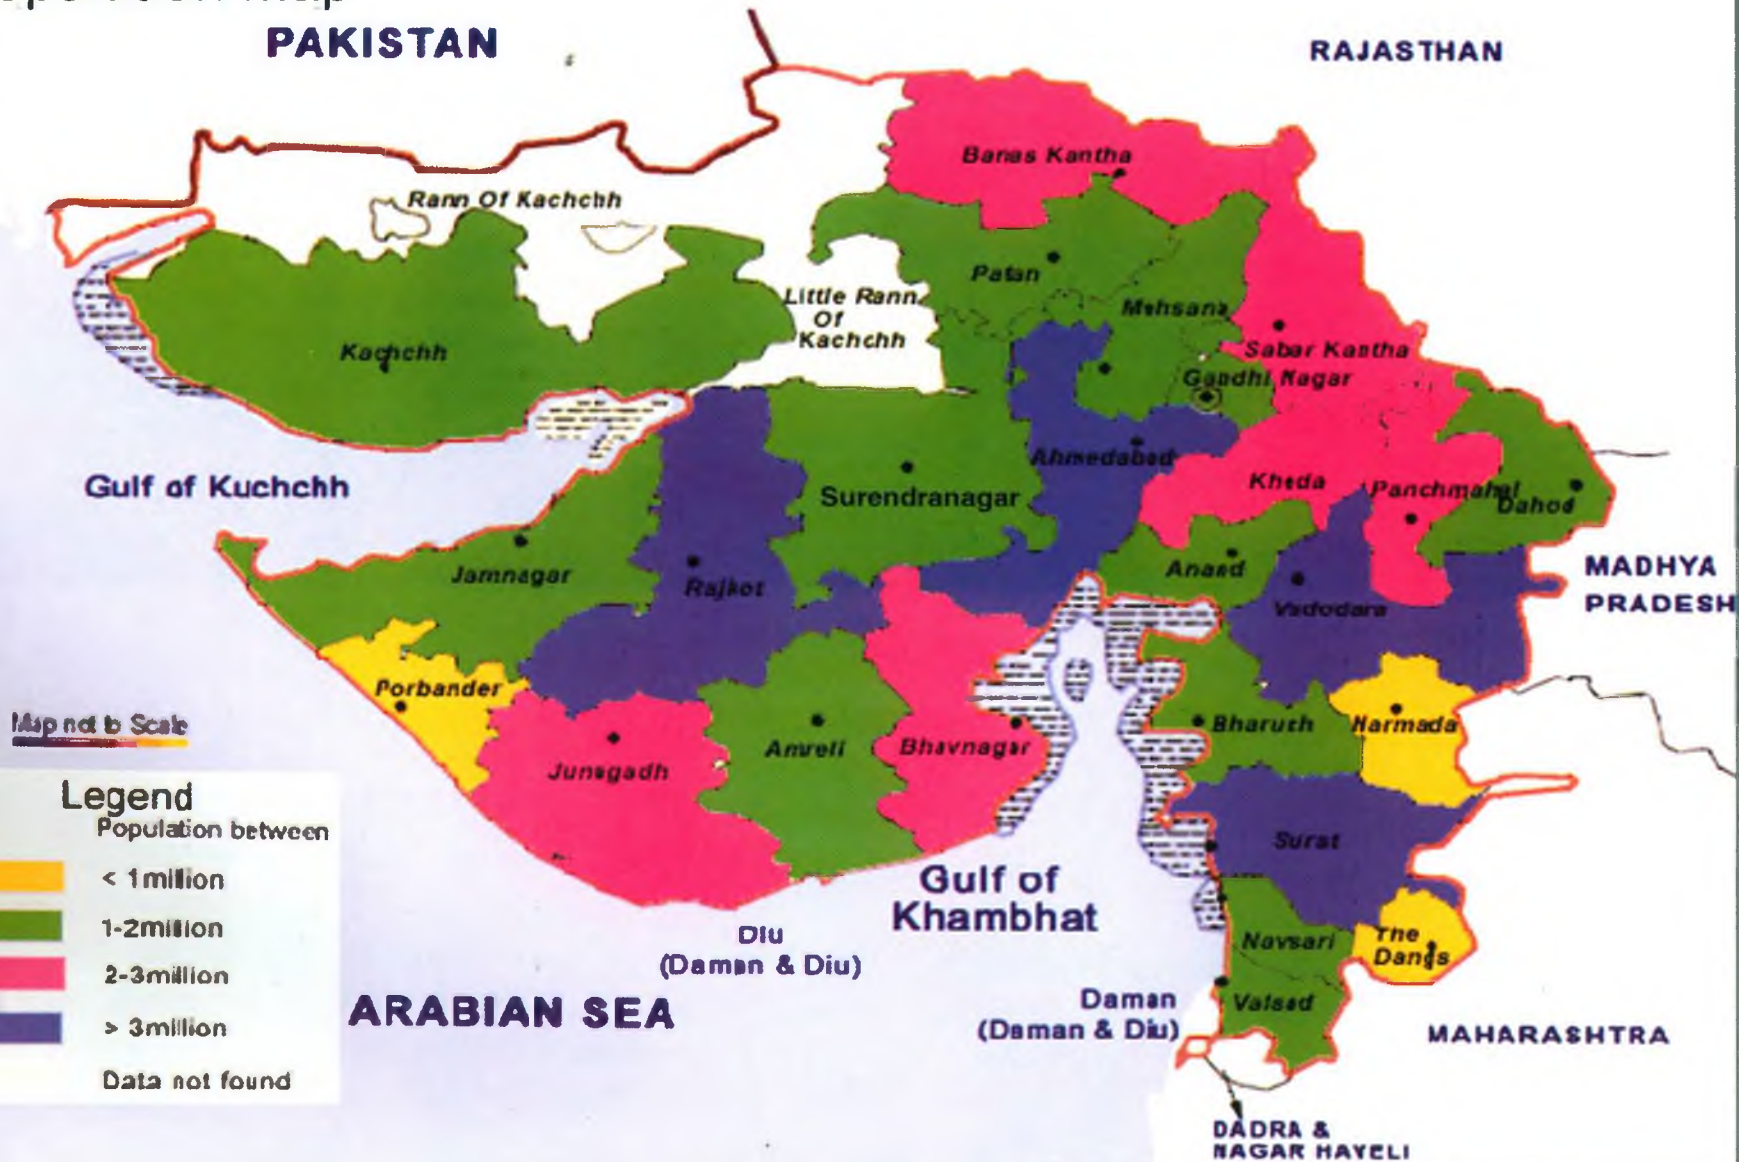 PAKISTAN
RAJASTHAN
Banas Kantha
Rann Of Kachchh
Patan
Mehsana
Little Rann
Of
Kachchh
Kachchh
Sabar Kantha
Gandhi Nagar
Ahmedabad
Gulf of Kuchchh
Surendranagar
Kheda
Panchmahal
Dahod
Jamnagar
Rajkot
Anand
Vadodara
MADHYA
PRADESH
Porbander
Map not to Scale
Junagadh
Amreli
Bhavnagar
Bharuch
Narmada
Legend
Population between
< 1million
1-2million
2-3million
> 3million
Data not found
Surat
Gulf of
Khambhat
Diu
(Daman & Diu)
Navsari
The
Dangs
ARABIAN SEA
Daman
(Daman & Diu)
Valsad
MAHARASHTRA
DADRA &
NAGAR HAVELI